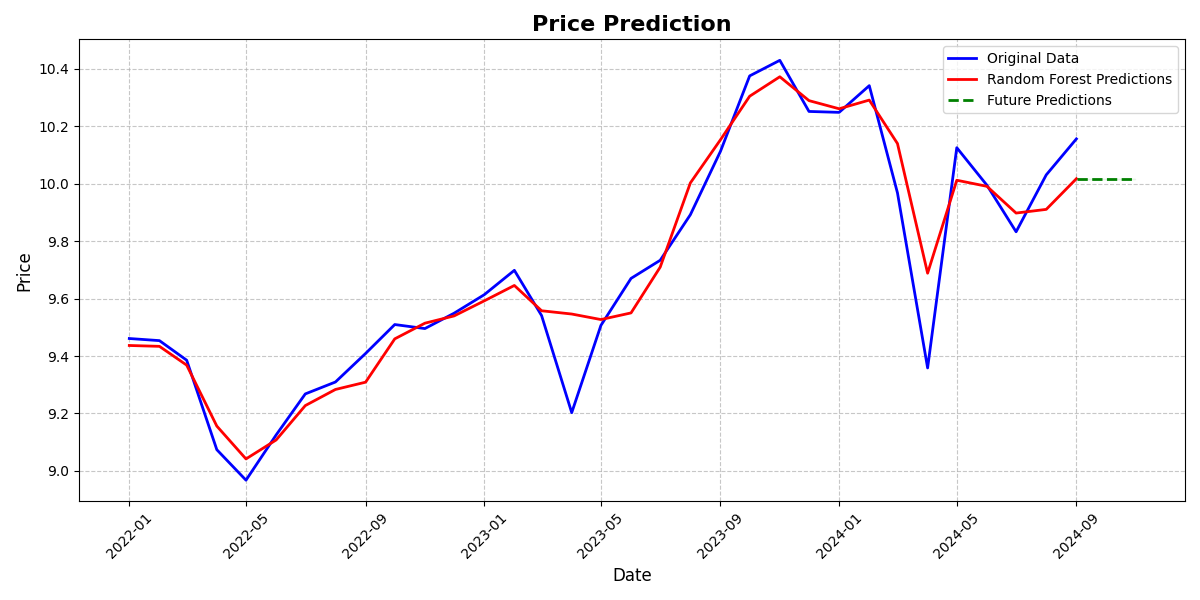 Price Prediction
Original Data
Random Forest Predictions
Future Predictions
Price
10.4
10.2
10.0
9.8
9.6
9.4
9.2
9.0
2022-01
2022-05
2022-09
2023-01
2023-05
2023-09
2024-01
2024-05
2024-09
Date